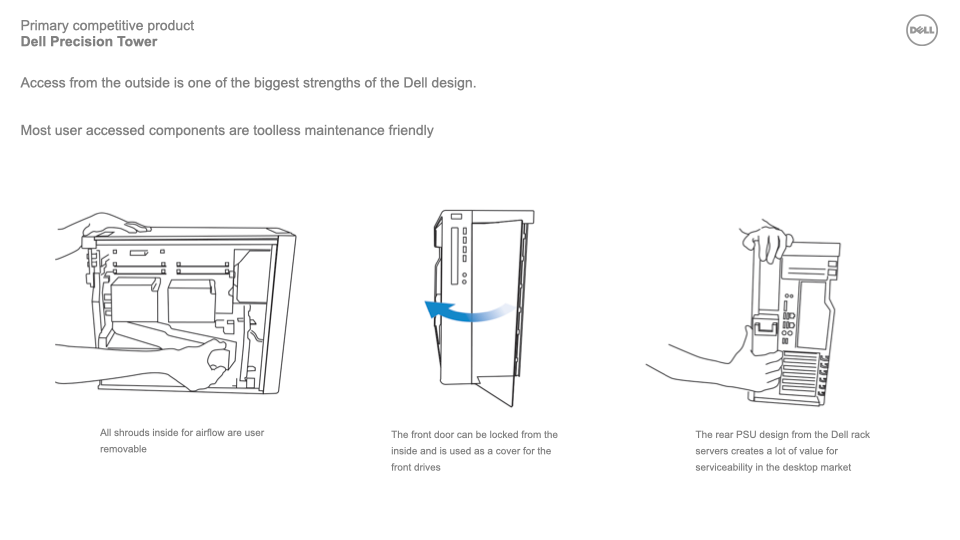 Primary competitive product
Dell Precision Tower
DELL
Access from the outside is one of the biggest strengths of the Dell design.
Most user accessed components are toolless maintenance friendly
All shrouds inside for airflow are user
removable
The front door can be locked from the
inside and is used as a cover for the
front drives
The rear PSU design from the Dell rack
servers creates a lot of value for
serviceability in the desktop market